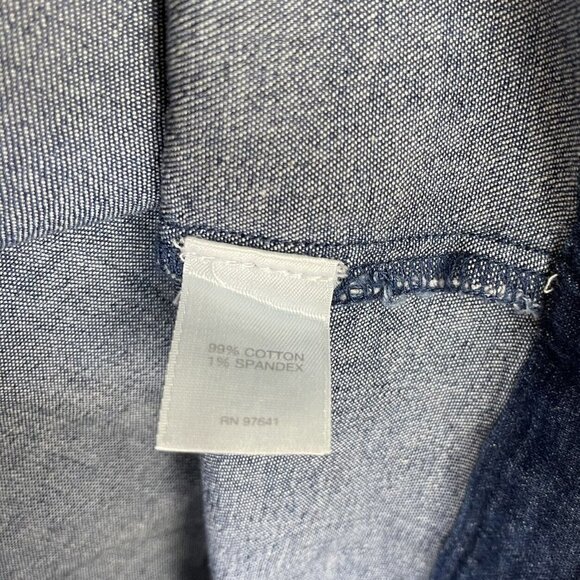 99% COTTON
1% SPANDEX
RN 97641